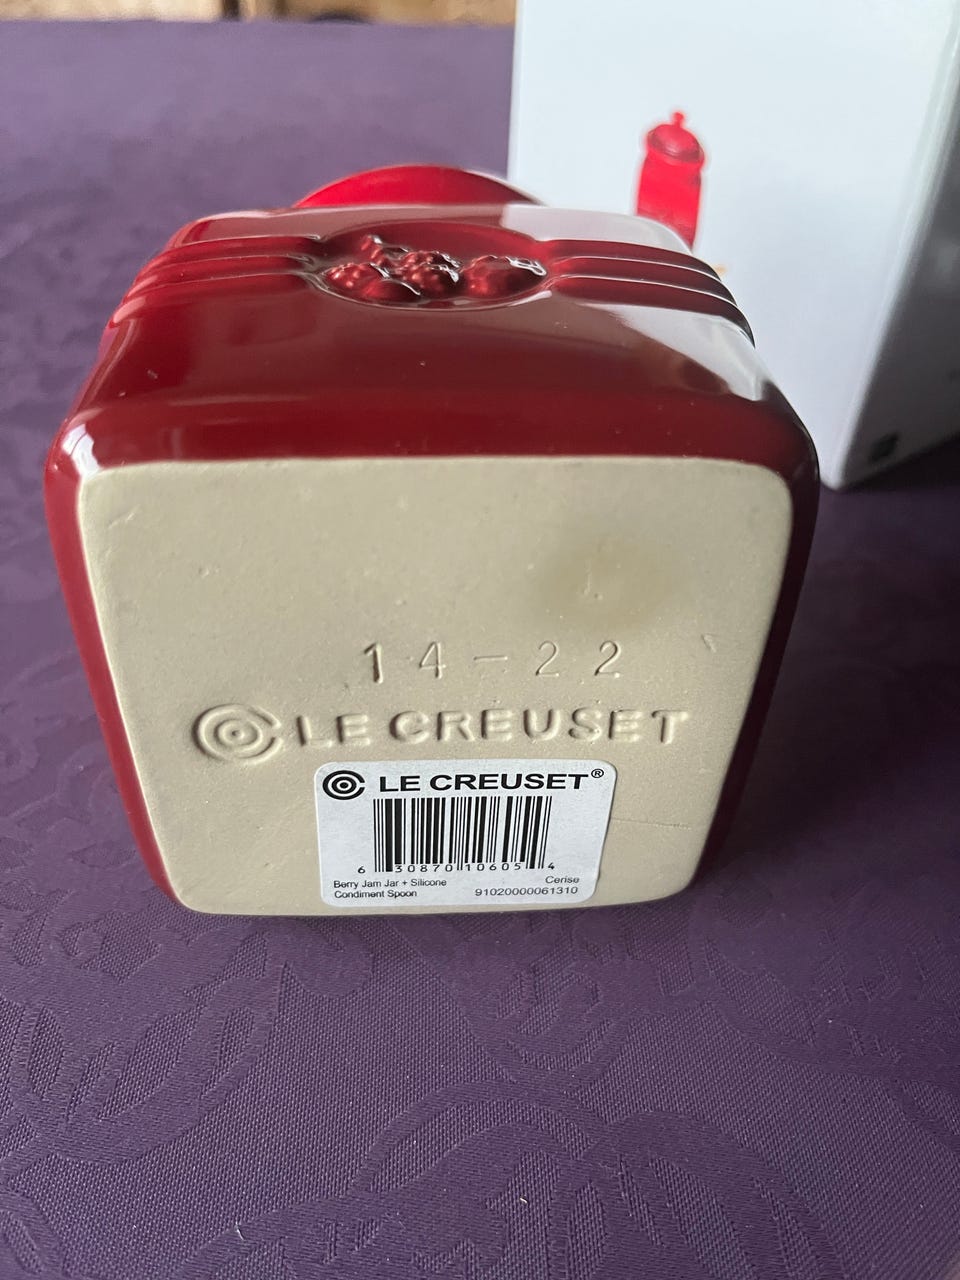 14-22
LE CREUSET
LE CREUSET®
6 30870 10605 4
Berry Jam Jar + Silicone Cerise
Condiment Spoon 91020000061310